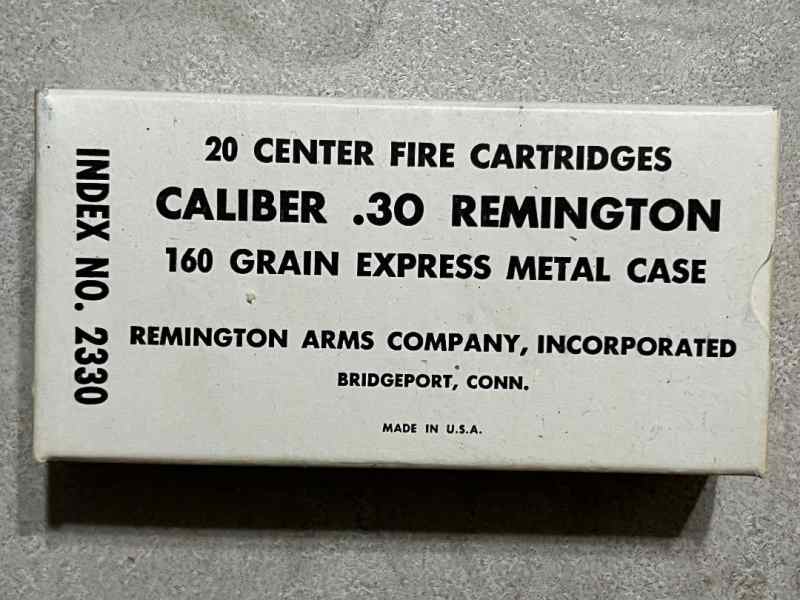 20 CENTER FIRE CARTRIDGES
CALIBER .30 REMINGTON
160 GRAIN EXPRESS METAL CASE
REMINGTON ARMS COMPANY, INCORPORATED
BRIDGEPORT, CONN.
MADE IN U.S.A.
INDEX NO. 2330